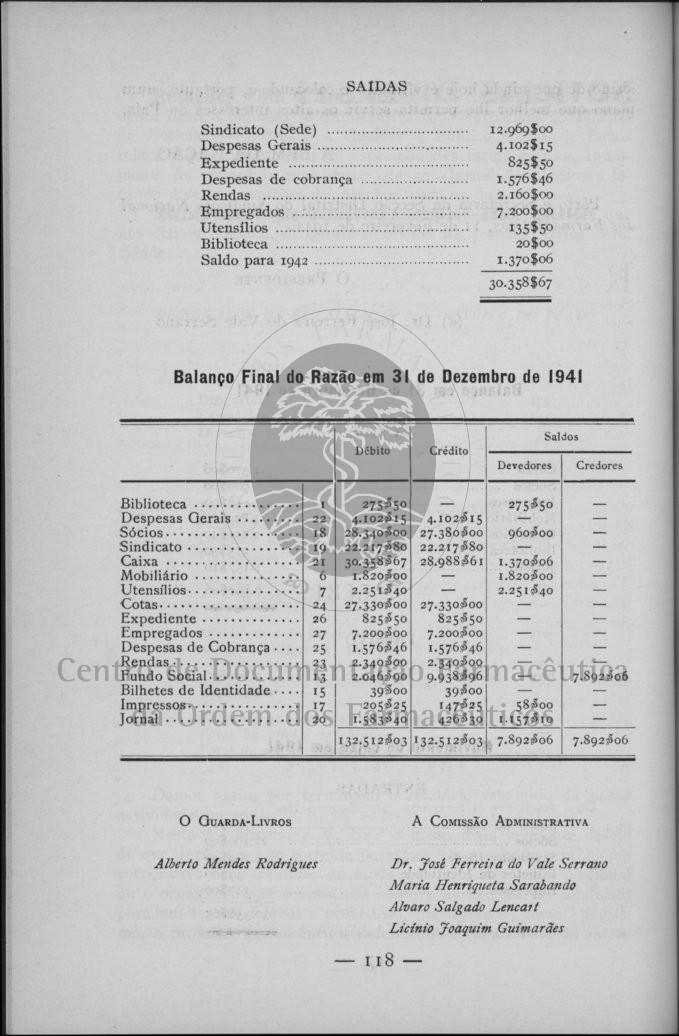 SAÍDAS
Sindicato (Sede) .................................. 12.969$00
Despesas Gerais .................................. 4.102$15
Expediente .................................. 825$50
Despesas de cobrança .................................. 1.576$46
Rendas .................................. 2.160$00
Empregados .................................. 7.200$00
Utensílios .................................. 135$50
Biblioteca .................................. 20$00
Saldo para 1942 .................................. 1.370$06
30.358$67
Balanço Final do Razão em 31 de Dezembro de 1941
Débito Crédito Saldos
Devedores Credores
Biblioteca ............... 1 275$50 — 275$50 —
Despesas Gerais ......... 22 4.102$15 4.102$15 — —
Sócios ................. 18 28.340$00 27.380$00 960$00 —
Sindicato ............... 19 22.217$80 22.217$80 — —
Caixa ................. 21 30.358$67 28.988$61 1.370$06 —
Mobiliário .............. 6 1.820$00 — 1.820$00 —
Utensílios .............. 7 2.251$40 — 2.251$40 —
Cotas ................. 24 27.330$00 27.330$00 — —
Expediente ............. 26 825$50 825$50 — —
Empregados ............ 27 7.200$00 7.200$00 — —
Despesas de Cobrança .... 25 1.576$46 1.576$46 — —
Rendas ................ 23 2.340$00 2.340$00 — —
Fundo Social ............ 13 2.046$90 9.938$96 — 7.892$06
Bilhetes de Identidade .... 15 39$00 39$00 — —
Impressos .............. 17 205$25 147$25 58$00 —
Jornal ................. 20 1.583$40 426$39 1.157$10 —
132.512$03 132.512$03 7.892$06 7.892$06
Centro de Documentação Farmacêutica
da Ordem dos Farmacêuticos
O GUARDA-LIVROS A COMISSÃO ADMINISTRATIVA
Alberto Mendes Rodrigues Dr. José Ferreira do Vale Serrano
Maria Henriqueta Sarabando
Alvaro Salgado Lencart
Licínio Joaquim Guimarães
— 118 —